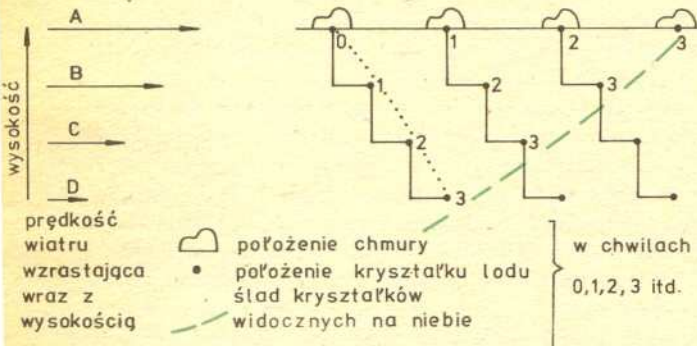 A
B
C
D
wysokość
0
1
2
3
1
2
3
2
3
3
prędkość
wiatru
wzrastająca
wraz z
wysokością
położenie chmury
położenie kryształku lodu
ślad kryształków
widocznych na niebie
w chwilach
0,1,2,3 itd.